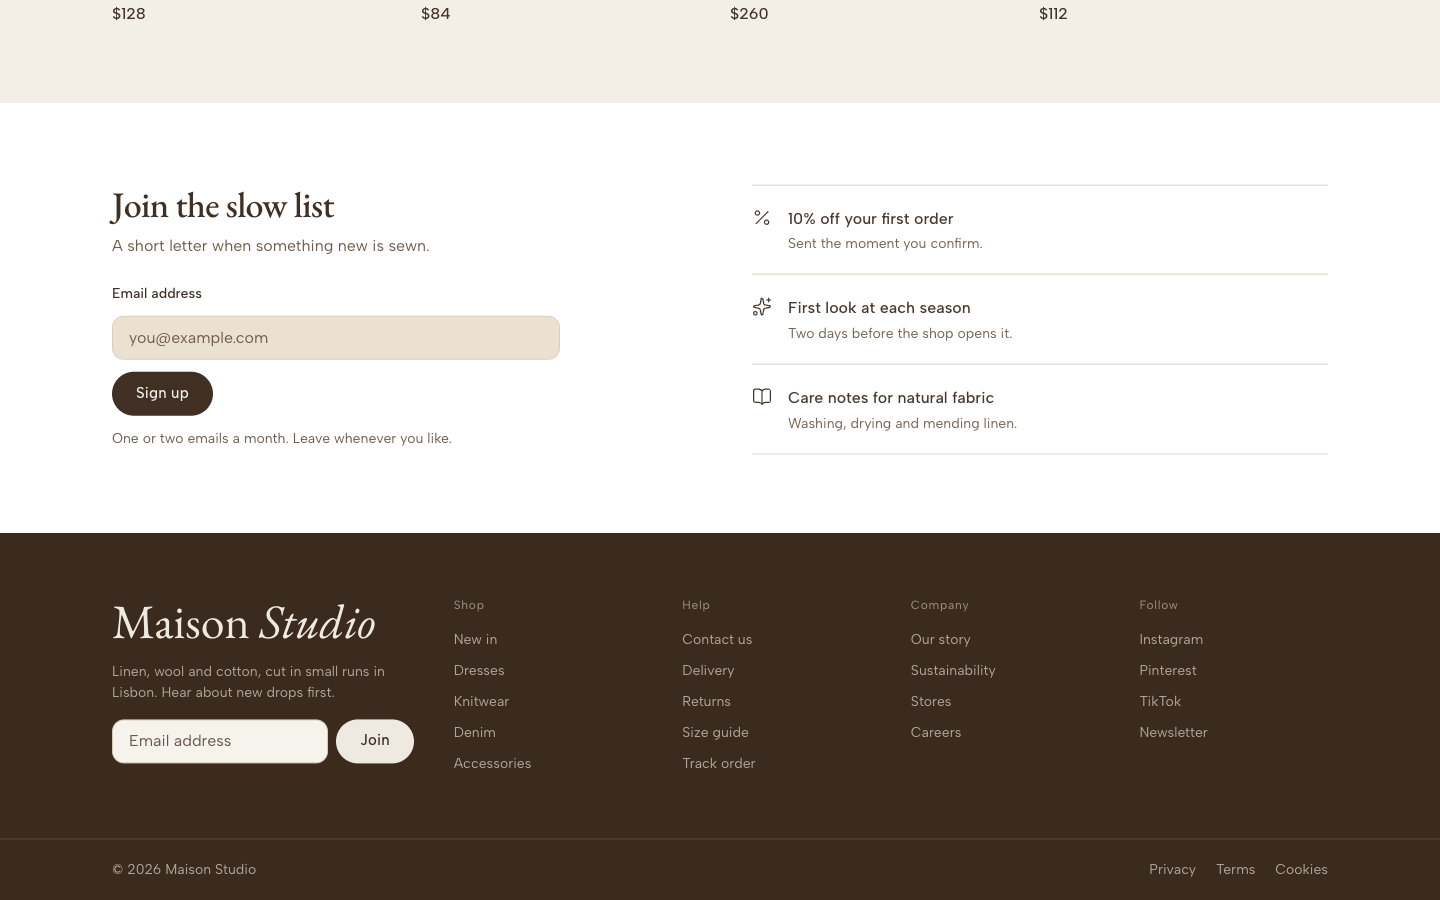 $128
$84
$260
$112
Join the slow list
A short letter when something new is sewn.
Email address
you@example.com
Sign up
One or two emails a month. Leave whenever you like.
10% off your first order
Sent the moment you confirm.
First look at each season
Two days before the shop opens it.
Care notes for natural fabric
Washing, drying and mending linen.
Maison Studio
Linen, wool and cotton, cut in small runs in
Lisbon. Hear about new drops first.
Email address
Join
Shop
New in
Dresses
Knitwear
Denim
Accessories
Help
Contact us
Delivery
Returns
Size guide
Track order
Company
Our story
Sustainability
Stores
Careers
Follow
Instagram
Pinterest
TikTok
Newsletter
© 2026 Maison Studio
Privacy
Terms
Cookies